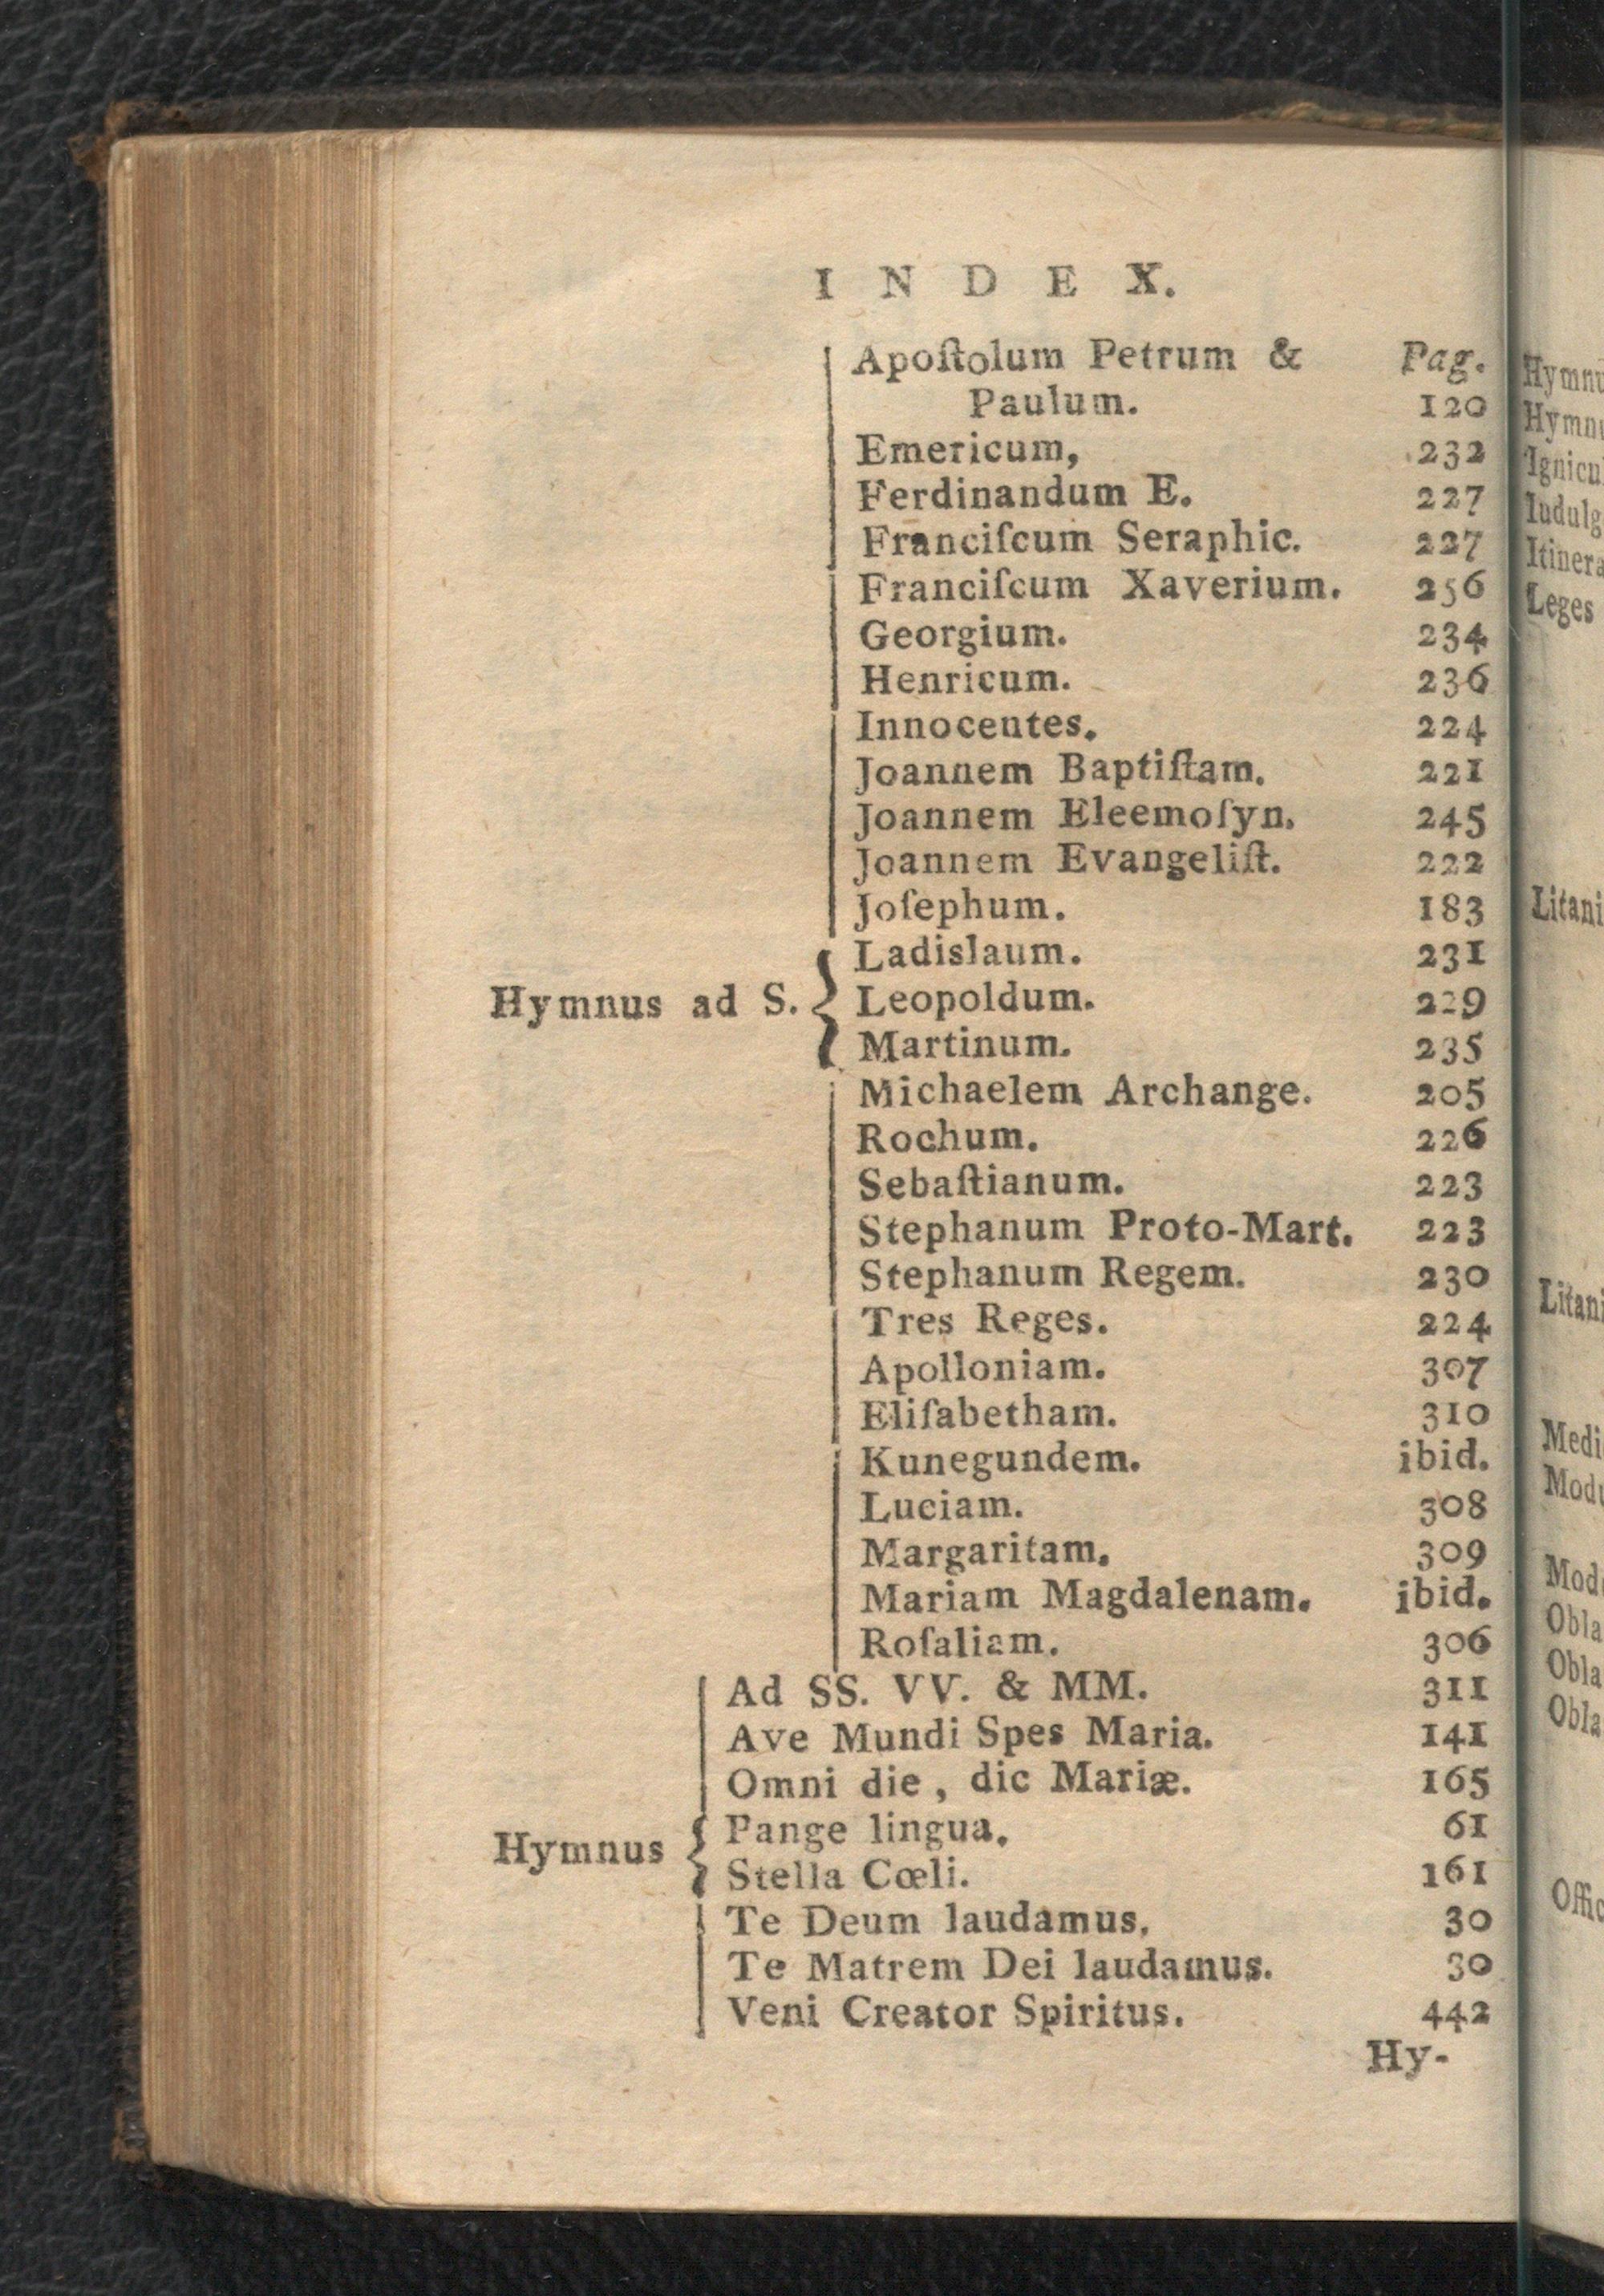 I N D E X.
Apoſtolum Petrum & Pag.
Paulum. 120
Emericum, 232
Ferdinandum E. 227
Franciſcum Seraphic. 227
Franciſcum Xaverium. 256
Georgium. 234
Henricum. 236
Innocentes. 224
Joannem Baptiſtam. 221
Joannem Eleemoſyn. 245
Joannem Evangeliſt. 222
Joſephum. 183
Ladislaum. 231
Hymnus ad S. Leopoldum. 229
Martinum. 235
Michaelem Archange. 205
Rochum. 226
Sebaſtianum. 223
Stephanum Proto-Mart. 223
Stephanum Regem. 230
Tres Reges. 224
Apolloniam. 307
Eliſabetham. 310
Kunegundem. ibid.
Luciam. 308
Margaritam. 309
Mariam Magdalenam. ibid.
Roſaliam. 306
Ad SS. VV. & MM. 311
Ave Mundi Spes Maria. 141
Omni die, dic Mariæ. 165
Pange lingua. 61
Hymnus
Stella Cœli. 161
Te Deum laudamus. 30
Te Matrem Dei laudamus. 30
Veni Creator Spiritus. 442
Hy-
Leges